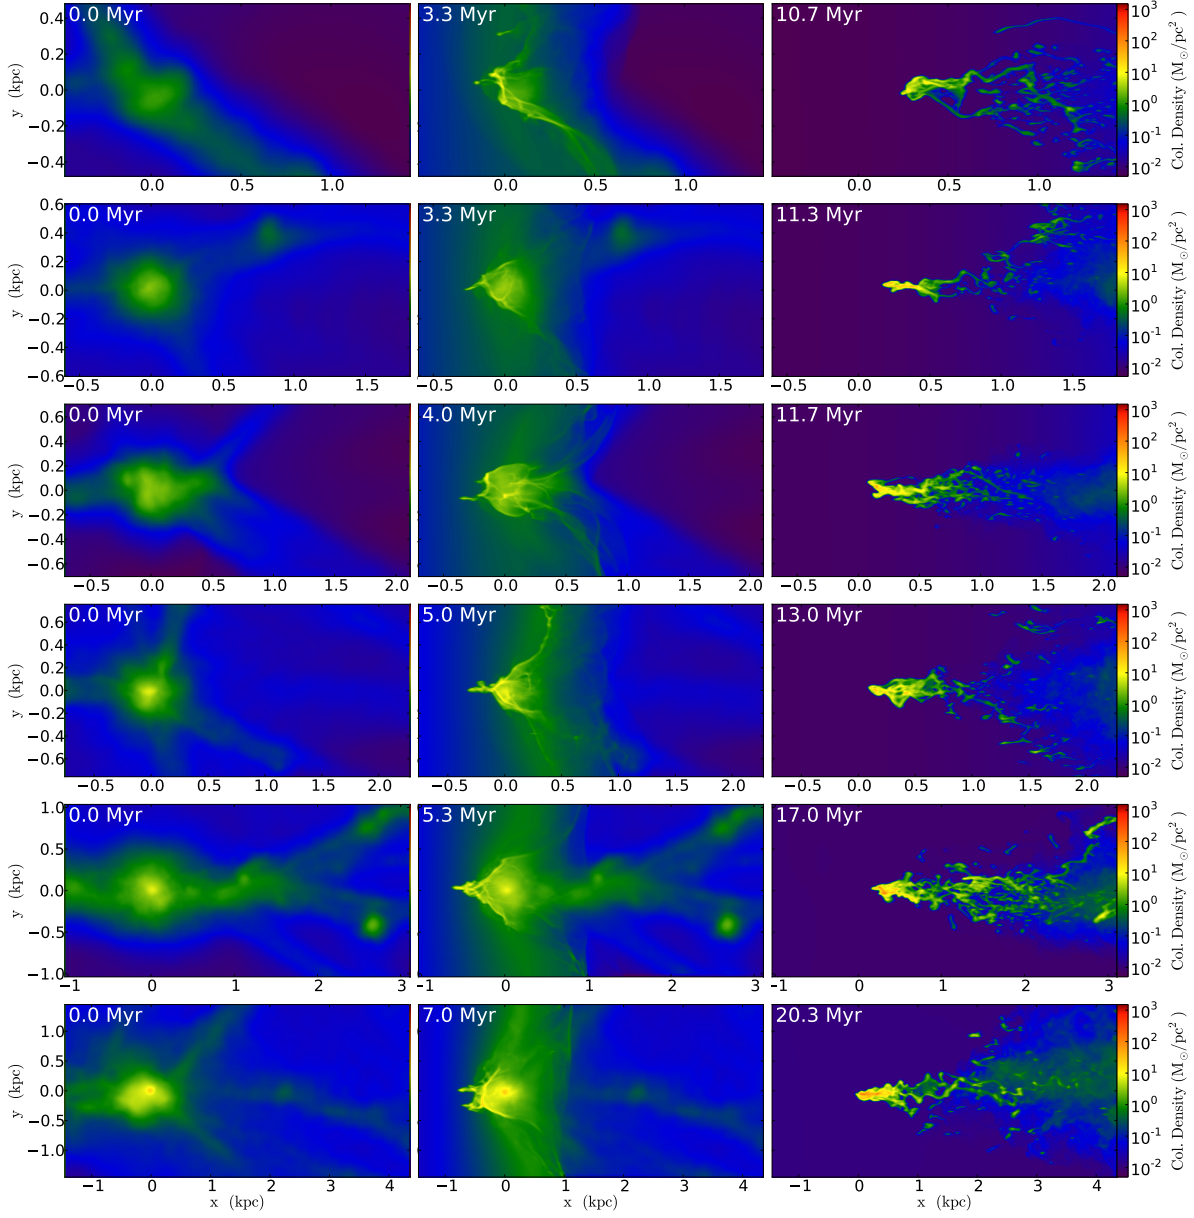 0.0 Myr 3.3 Myr 10.7 Myr
y (kpc) 0.4 0.2 0.0 −0.2 −0.4
0.0 0.5 1.0
0.0 0.5 1.0
0.0 0.5 1.0
10³ 10² 10¹ 10⁰ 10⁻¹ 10⁻² Col. Density (M☉/pc²)
0.0 Myr 3.3 Myr 11.3 Myr
y (kpc) 0.6 0.4 0.2 0.0 −0.2 −0.4 −0.6
−0.5 0.0 0.5 1.0 1.5
−0.5 0.0 0.5 1.0 1.5
−0.5 0.0 0.5 1.0 1.5
10³ 10² 10¹ 10⁰ 10⁻¹ 10⁻² Col. Density (M☉/pc²)
0.0 Myr 4.0 Myr 11.7 Myr
y (kpc) 0.6 0.4 0.2 0.0 −0.2 −0.4 −0.6
−0.5 0.0 0.5 1.0 1.5 2.0
−0.5 0.0 0.5 1.0 1.5 2.0
−0.5 0.0 0.5 1.0 1.5 2.0
10³ 10² 10¹ 10⁰ 10⁻¹ 10⁻² Col. Density (M☉/pc²)
0.0 Myr 5.0 Myr 13.0 Myr
y (kpc) 0.6 0.4 0.2 0.0 −0.2 −0.4 −0.6
−0.5 0.0 0.5 1.0 1.5 2.0
−0.5 0.0 0.5 1.0 1.5 2.0
−0.5 0.0 0.5 1.0 1.5 2.0
10³ 10² 10¹ 10⁰ 10⁻¹ 10⁻² Col. Density (M☉/pc²)
0.0 Myr 5.3 Myr 17.0 Myr
y (kpc) 1.0 0.5 0.0 −0.5 −1.0
−1 0 1 2 3
−1 0 1 2 3
−1 0 1 2 3
10³ 10² 10¹ 10⁰ 10⁻¹ 10⁻² Col. Density (M☉/pc²)
0.0 Myr 7.0 Myr 20.3 Myr
y (kpc) 1.0 0.5 0.0 −0.5 −1.0
−1 0 1 2 3 4
−1 0 1 2 3 4
−1 0 1 2 3 4
10³ 10² 10¹ 10⁰ 10⁻¹ 10⁻² Col. Density (M☉/pc²)
x (kpc) x (kpc) x (kpc)